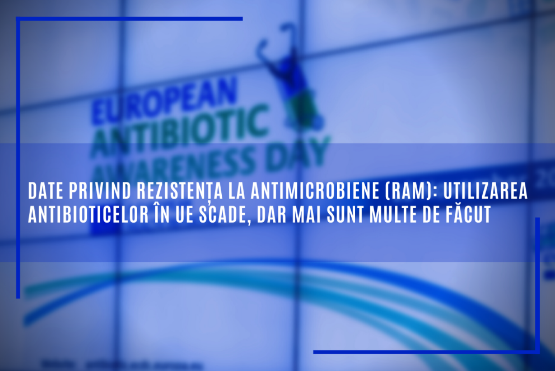 EUROPEAN
ANTIBIOTIC
AWARENESS DAY
DATE PRIVIND REZISTENȚA LA ANTIMICROBIENE (RAM): UTILIZAREA
ANTIBIOTICELOR ÎN UE SCADE, DAR MAI SUNT MULTE DE FĂCUT